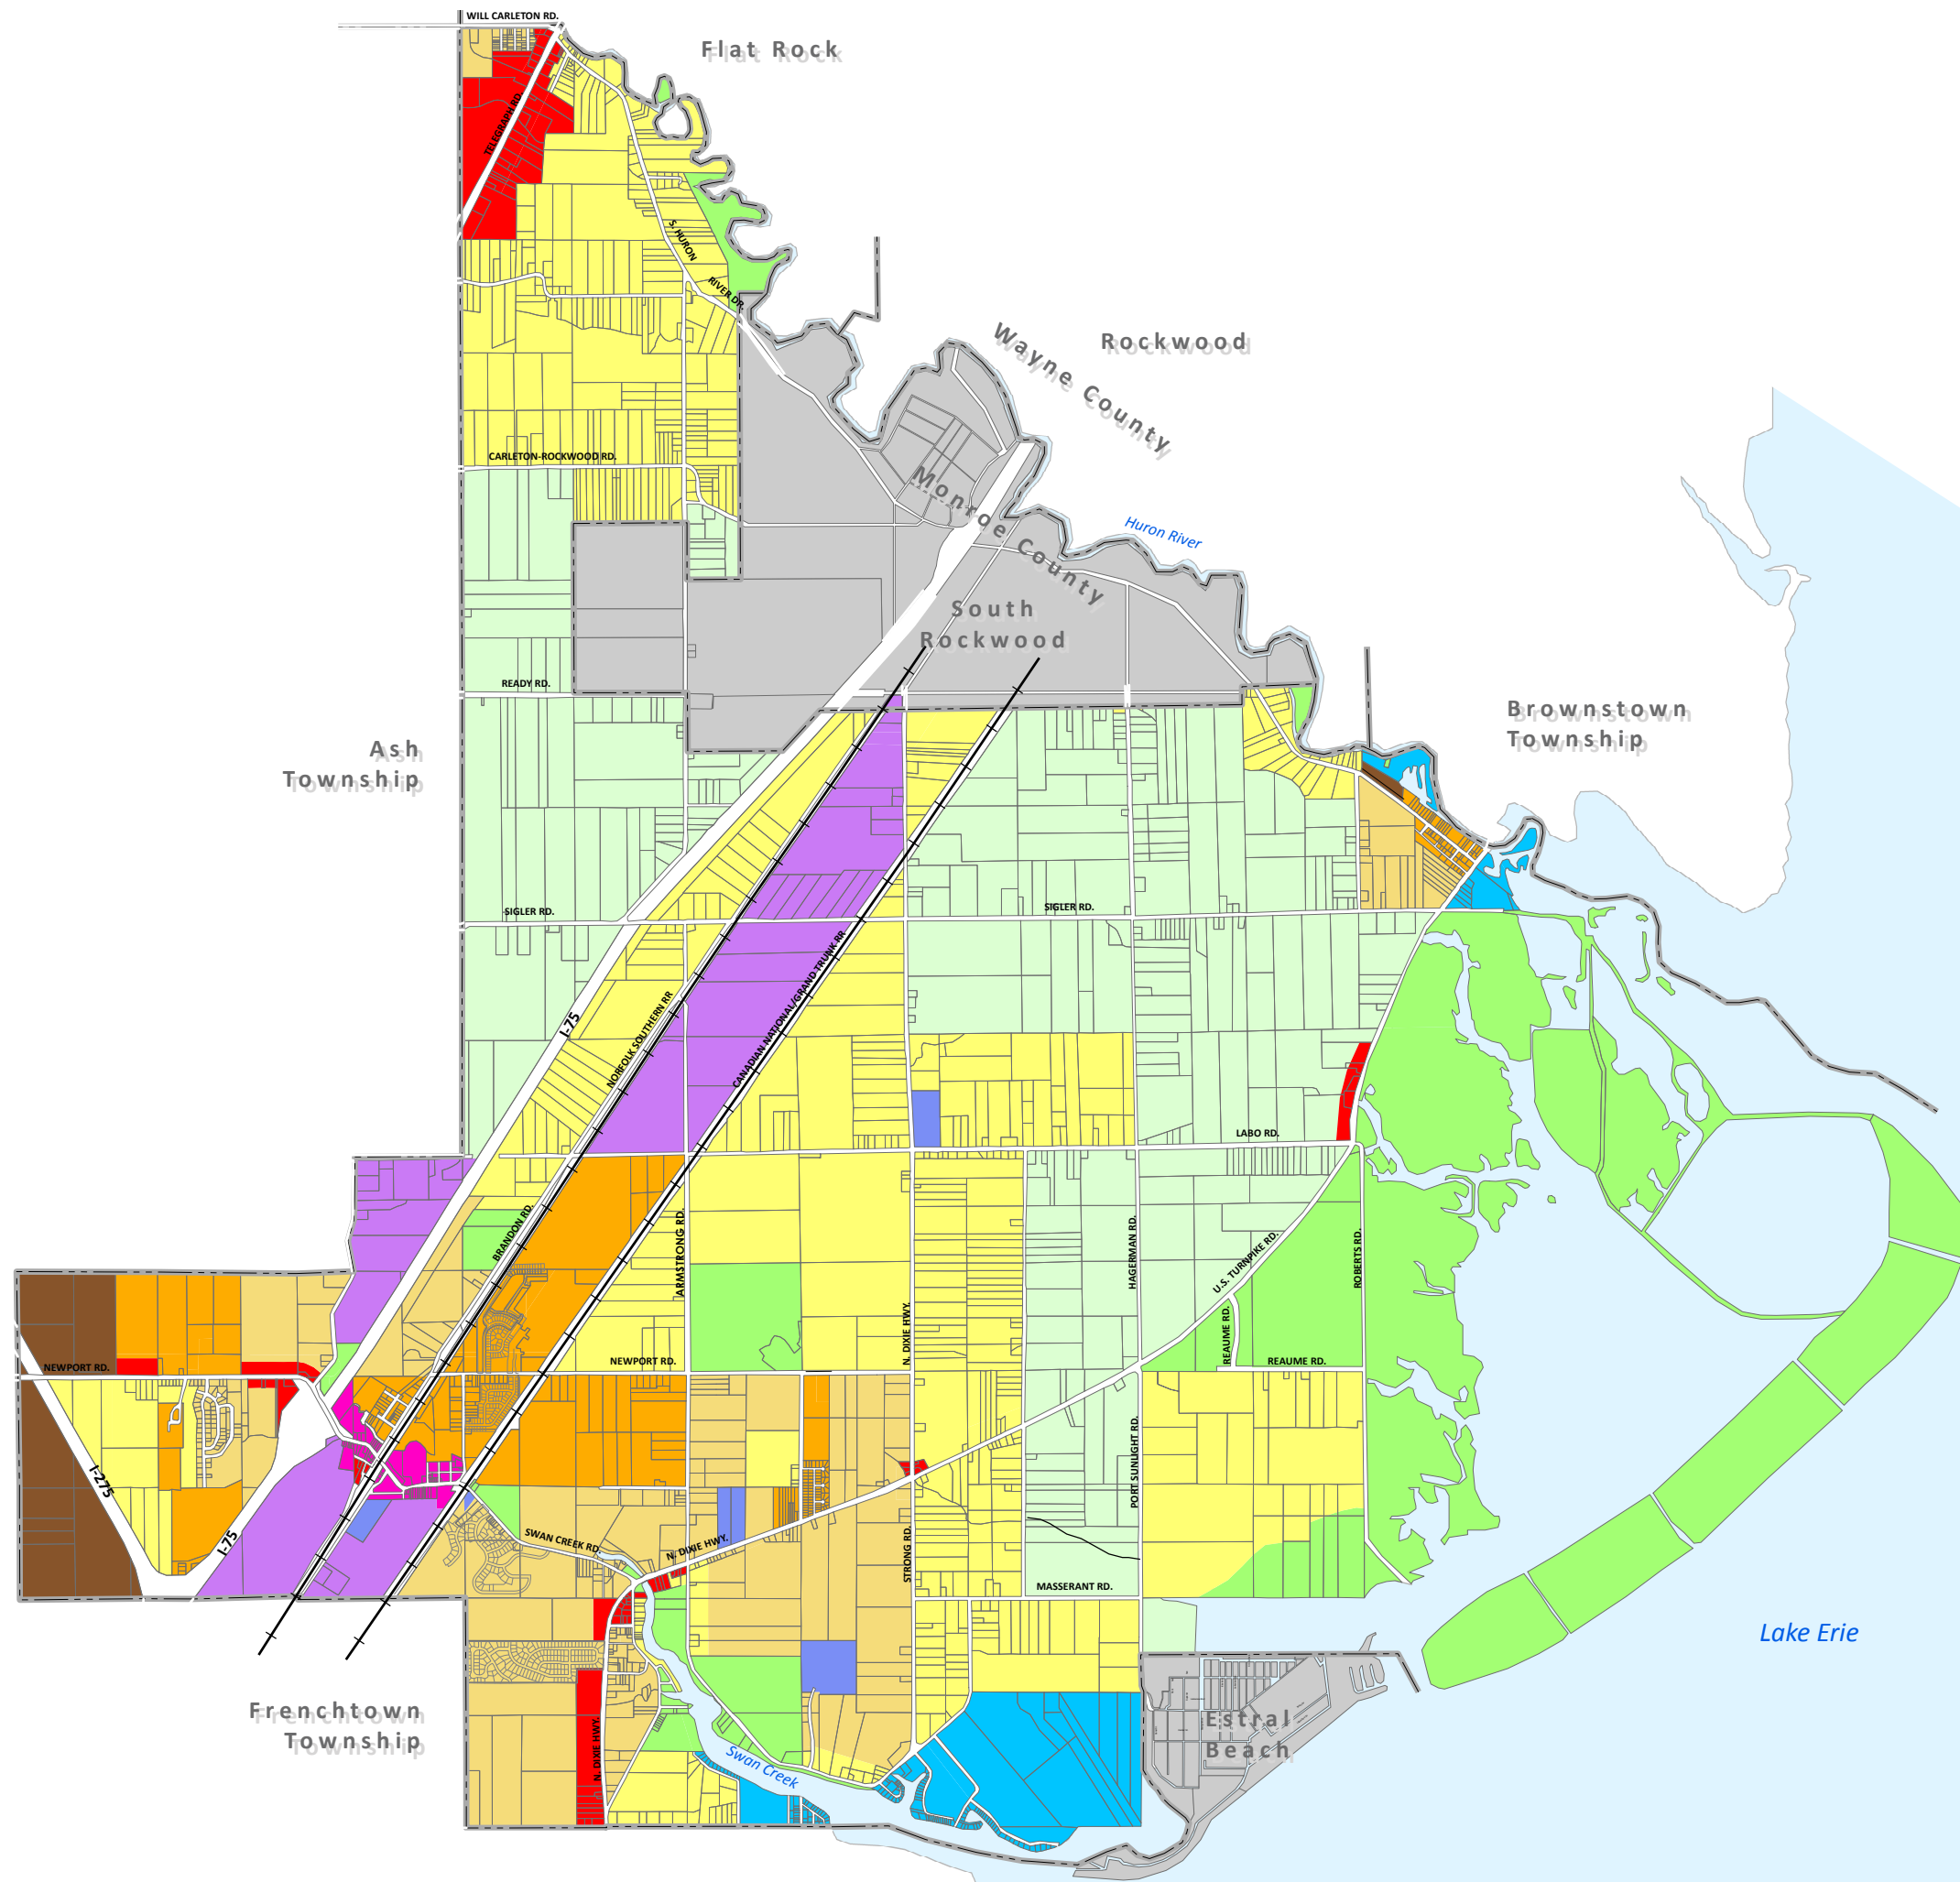 WILL CARLETON RD.
Flat Rock
TELEGRAPH RD.
S. HURON
RIVER DR.
Wayne County
Rockwood
CARLETON-ROCKWOOD RD.
Monroe County
Huron River
South
Rockwood
READY RD.
Ash
Township
Brownstown
Township
SIGLER RD.
SIGLER RD.
I-75
NORFOLK SOUTHERN RR
CANADIAN NATIONAL/GRAND TRUNK RR
LABO RD.
BRANDON RD.
ARMSTRONG RD.
HAGERMAN RD.
U.S. TURNPIKE RD.
ROBERTS RD.
N. DIXIE HWY.
REAUME RD.
NEWPORT RD.
NEWPORT RD.
REAUME RD.
I-275
I-75
PORT SUNLIGHT RD.
SWAN CREEK RD.
N. DIXIE HWY.
STRONG RD.
MASSERANT RD.
Lake Erie
Frenchtown
Township
N. DIXIE HWY.
Swan Creek
Estral
Beach